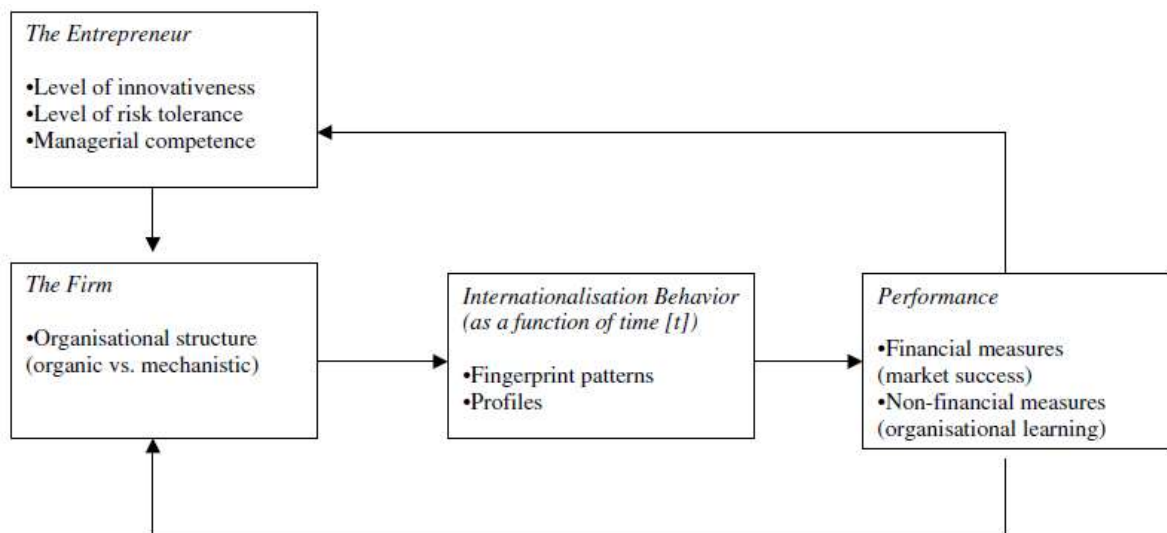 The Entrepreneur
•Level of innovativeness
•Level of risk tolerance
•Managerial competence
The Firm
•Organisational structure
(organic vs. mechanistic)
Internationalisation Behavior
(as a function of time [t])
•Fingerprint patterns
•Profiles
Performance
•Financial measures
(market success)
•Non-financial measures
(organisational learning)